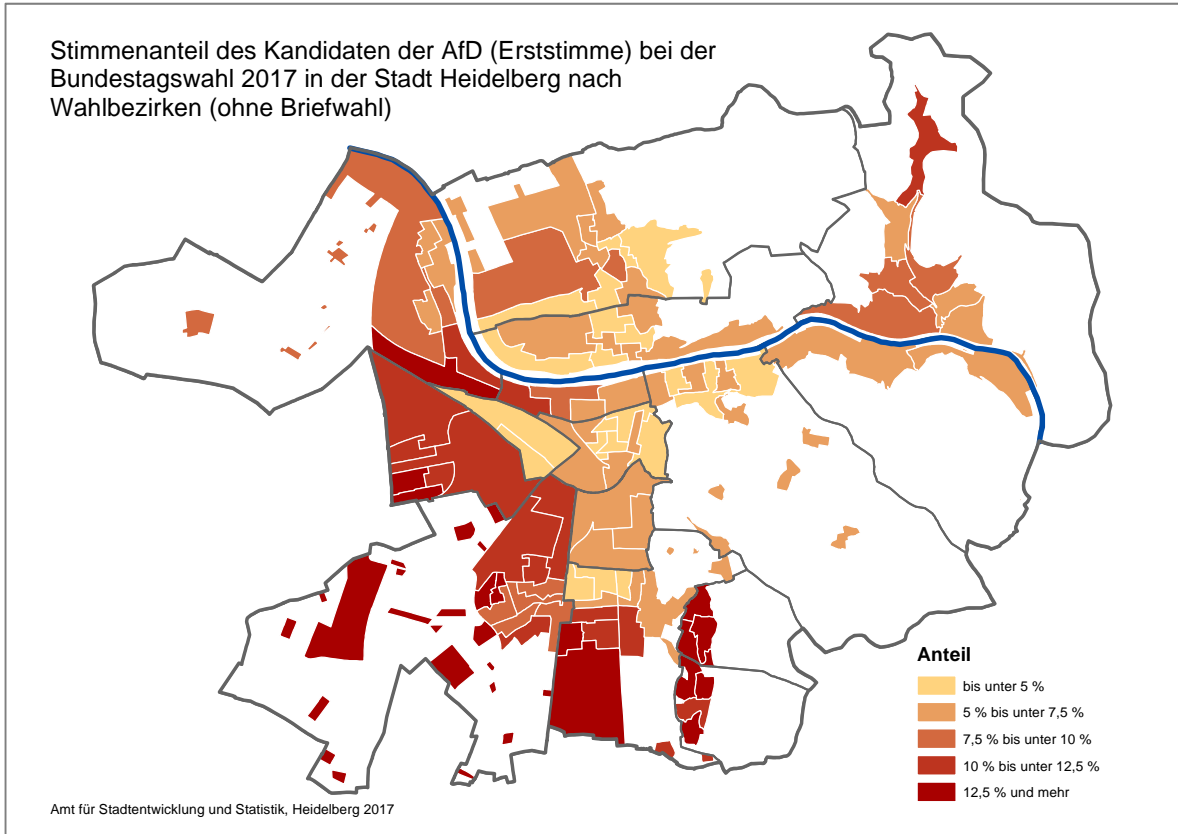 Stimmenanteil des Kandidaten der AfD (Erststimme) bei der
Bundestagswahl 2017 in der Stadt Heidelberg nach
Wahlbezirken (ohne Briefwahl)
Anteil
bis unter 5 %
5 % bis unter 7,5 %
7,5 % bis unter 10 %
10 % bis unter 12,5 %
12,5 % und mehr
Amt für Stadtentwicklung und Statistik, Heidelberg 2017